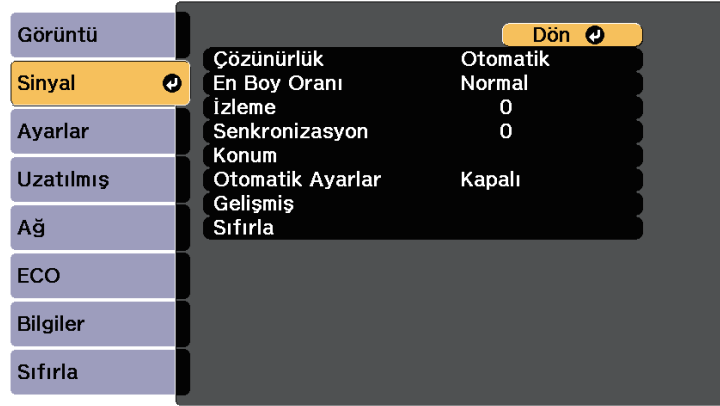 Görüntü
Sinyal
Ayarlar
Uzatılmış
Ağ
ECO
Bilgiler
Sıfırla
Dön
Çözünürlük Otomatik
En Boy Oranı Normal
İzleme 0
Senkronizasyon 0
Konum
Otomatik Ayarlar Kapalı
Gelişmiş
Sıfırla